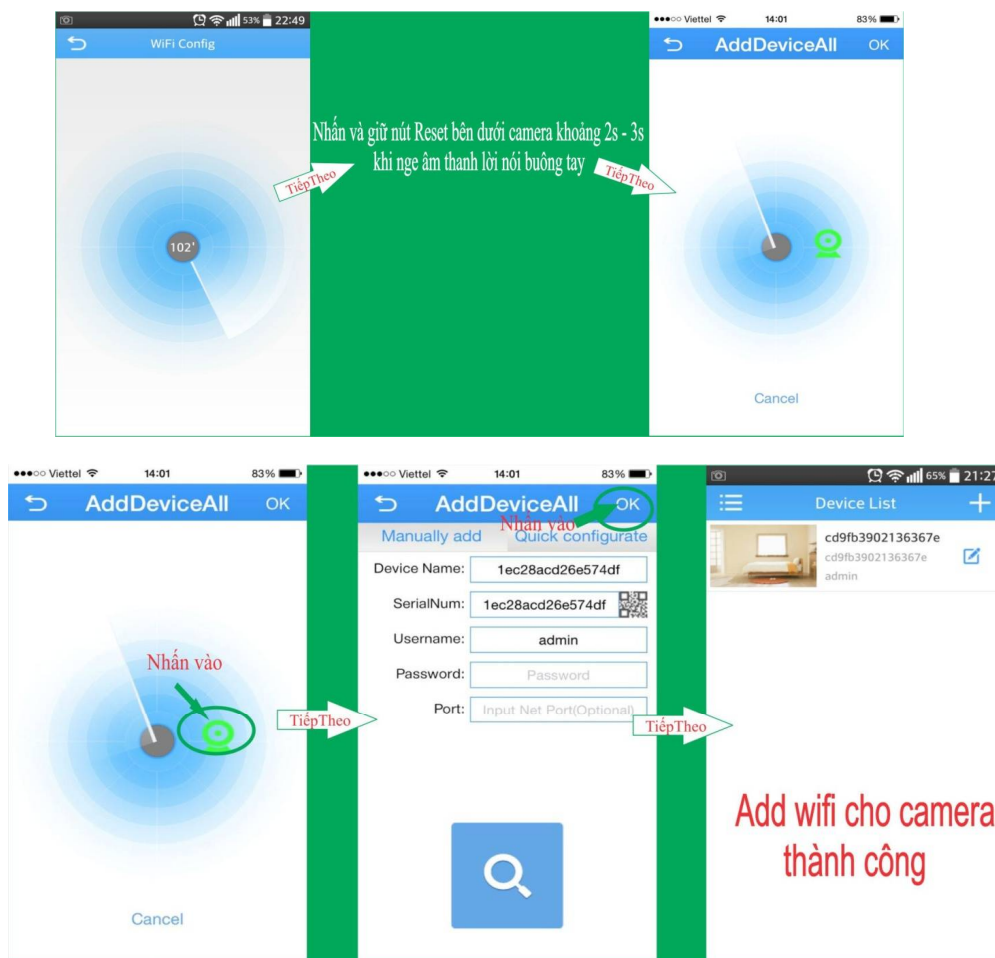 53% 22:49
WiFi Config
102'
TiếpTheo
Nhấn và giữ nút Reset bên dưới camera khoảng 2s - 3s
khi nge âm thanh lời nói buông tay
TiếpTheo
Viettel 14:01 83%
AddDeviceAll OK
Cancel
Viettel 14:01 83%
AddDeviceAll OK
Nhấn vào
Cancel
TiếpTheo
Viettel 14:01 83%
AddDeviceAll OK
Nhấn vào
Manually add Quick configurate
Device Name: 1ec28acd26e574df
SerialNum: 1ec28acd26e574df
Username: admin
Password: Password
Port: Input Net Port(Optional)
TiếpTheo
65% 21:27
Device List
cd9fb3902136367e
cd9fb3902136367e
admin
Add wifi cho camera
thành công